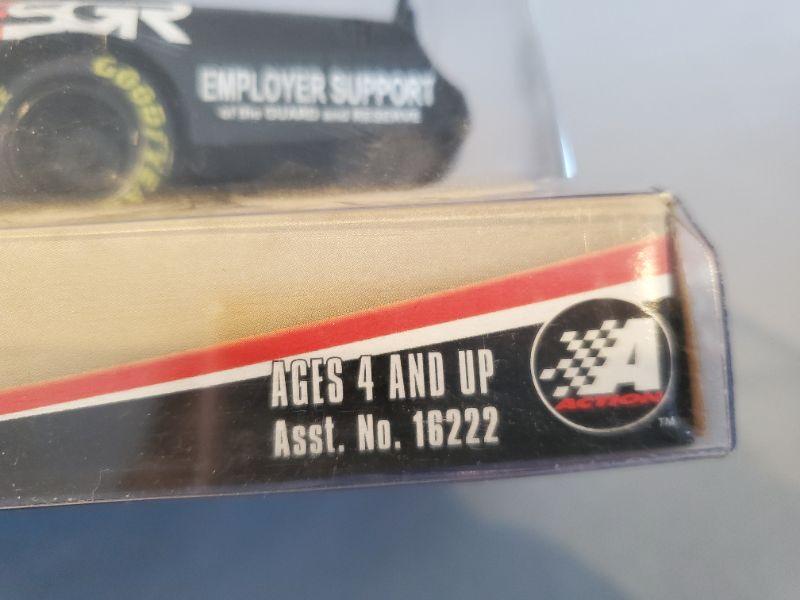 SGR
GOODYEAR
EMPLOYER SUPPORT
of the GUARD and RESERVE
AGES 4 AND UP
Asst. No. 16222
A
ACTION
TM